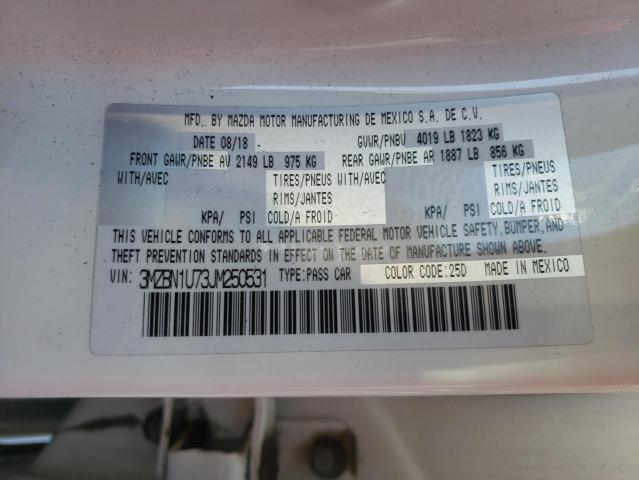 MFD. BY MAZDA MOTOR MANUFACTURING DE MEXICO S.A. DE C.V.
DATE 08/18 GVWR/PNBV 4019 LB 1823 KG
FRONT GAWR/PNBE AV 2149 LB 975 KG REAR GAWR/PNBE AR 1887 LB 856 KG
WITH/AVEC TIRES/PNEUS WITH/AVEC TIRES/PNEUS
RIMS/JANTES RIMS/JANTES
KPA/ PSI COLD/A FROID KPA/ PSI COLD/A FROID
THIS VEHICLE CONFORMS TO ALL APPLICABLE FEDERAL MOTOR VEHICLE SAFETY, BUMPER, AND
THEFT PREVENTION STANDARDS IN EFFECT ON THE DATE OF MANUFACTURE SHOWN ABOVE.
VIN: 3MZBN1U73JM250531 TYPE:PASS CAR COLOR CODE:25D MADE IN MEXICO